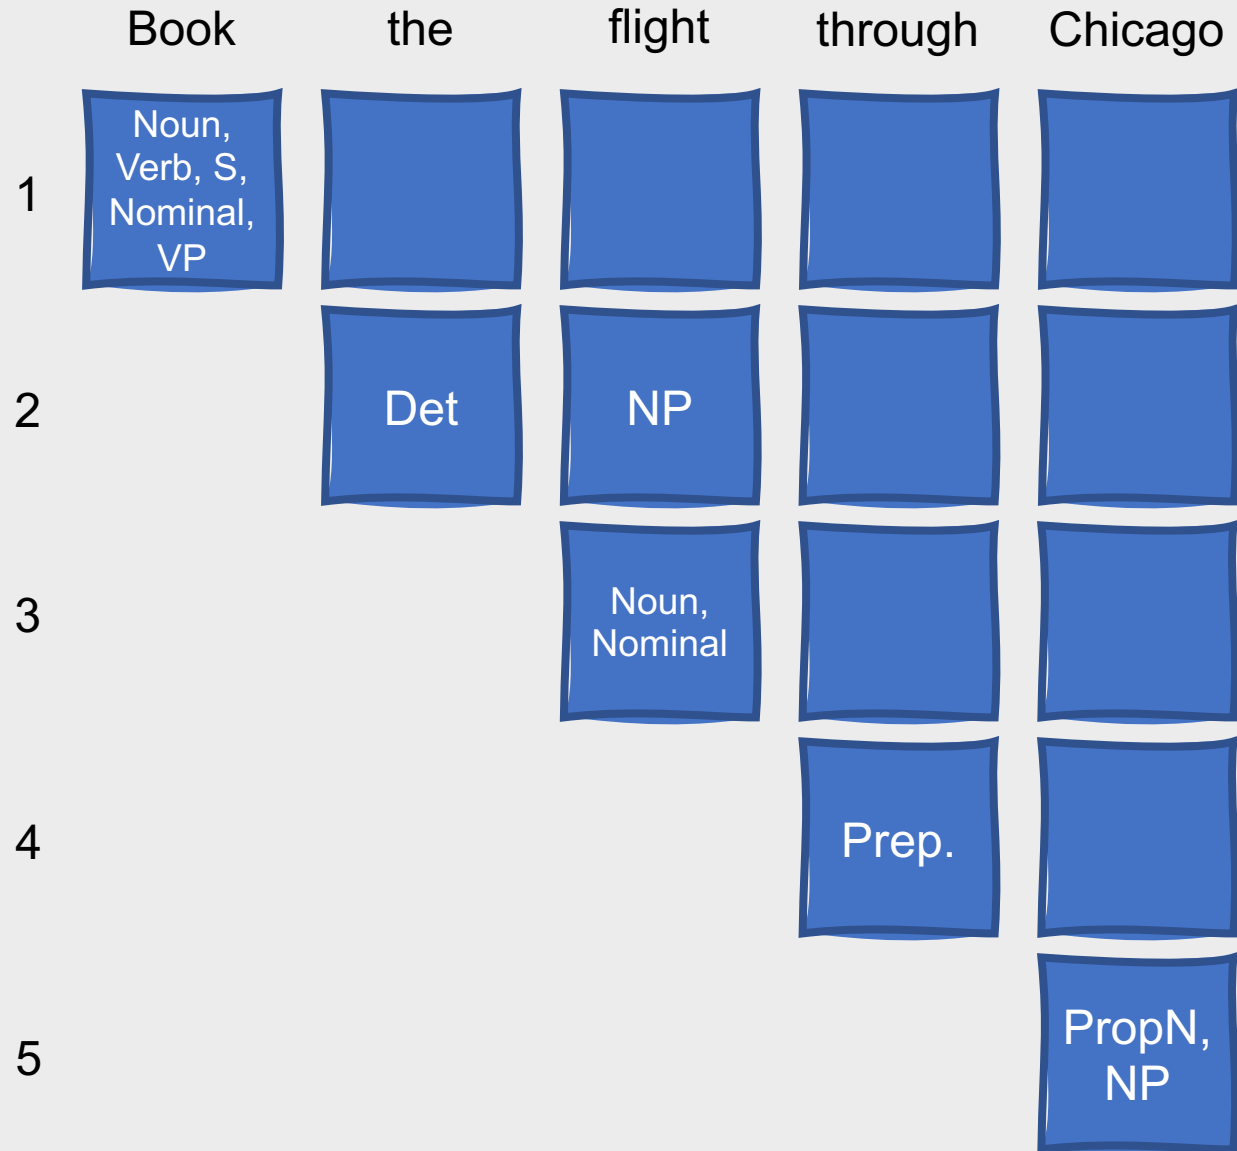 Book the flight through Chicago
1
Noun,
Verb, S,
Nominal,
VP
2
Det
NP
3
Noun,
Nominal
4
Prep.
5
PropN,
NP